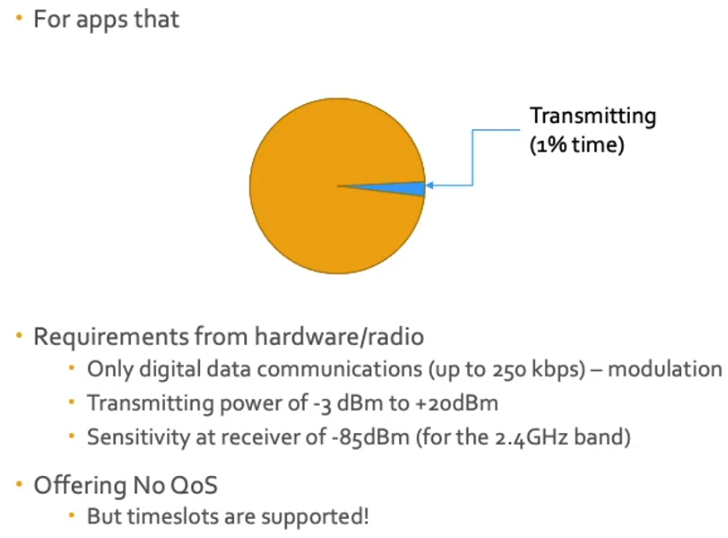 For apps that
Transmitting
(1% time)
Requirements from hardware/radio
Only digital data communications (up to 250 kbps) – modulation
Transmitting power of -3 dBm to +20dBm
Sensitivity at receiver of -85dBm (for the 2.4GHz band)
Offering No QoS
But timeslots are supported!